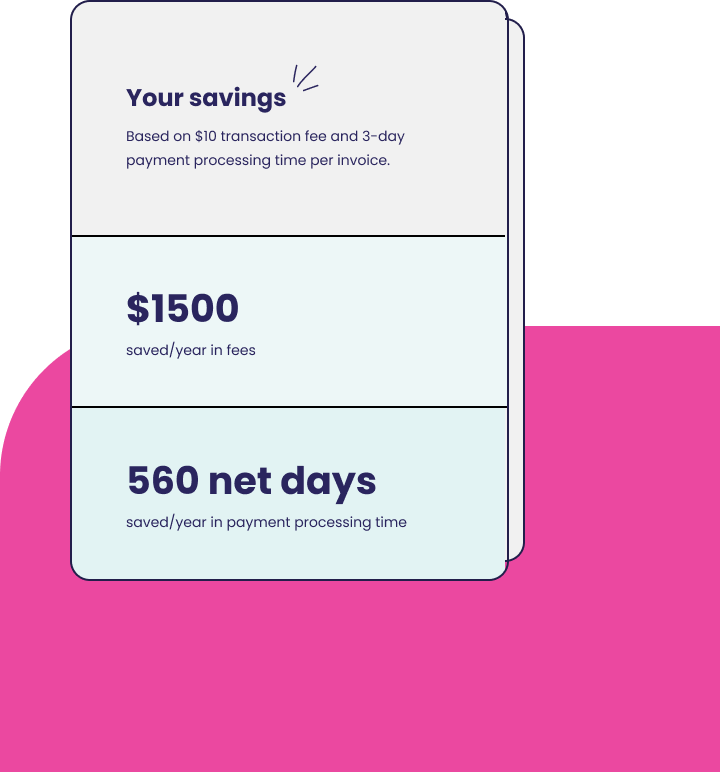 Your savings
Based on $10 transaction fee and 3-day
payment processing time per invoice.
$1500
saved/year in fees
560 net days
saved/year in payment processing time